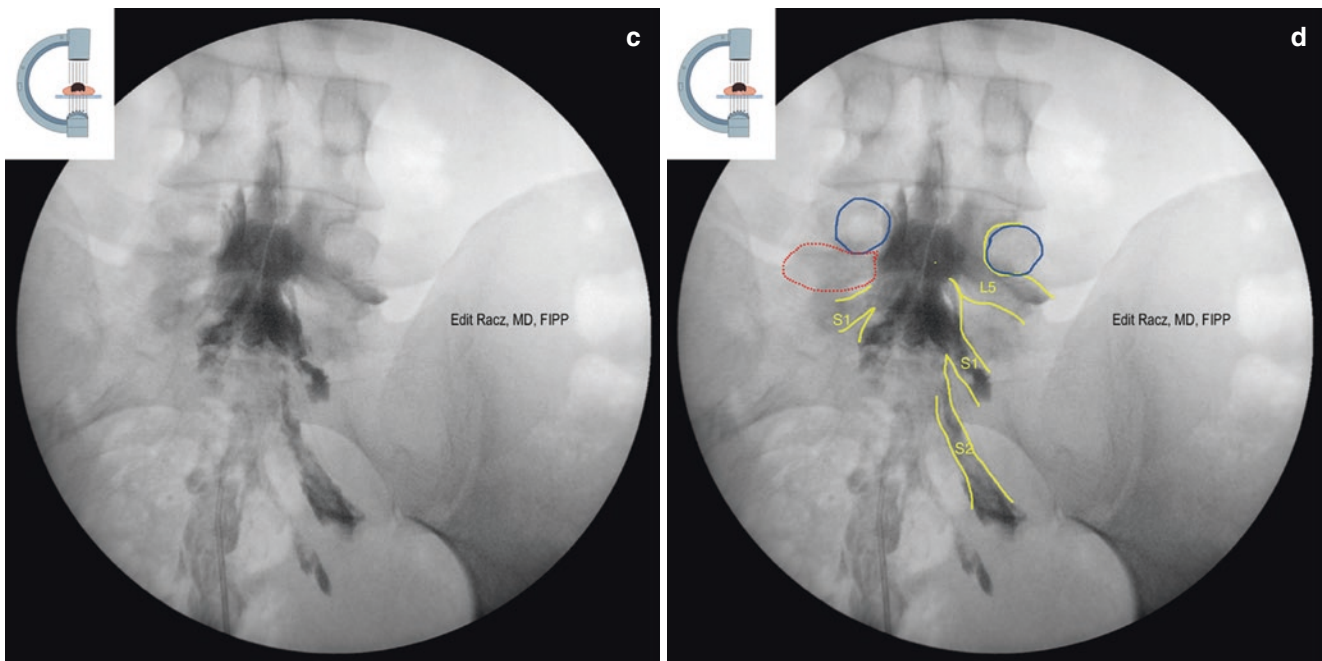 c
Edit Racz, MD, FIPP
d
L5
S1
Edit Racz, MD, FIPP
S1
S2